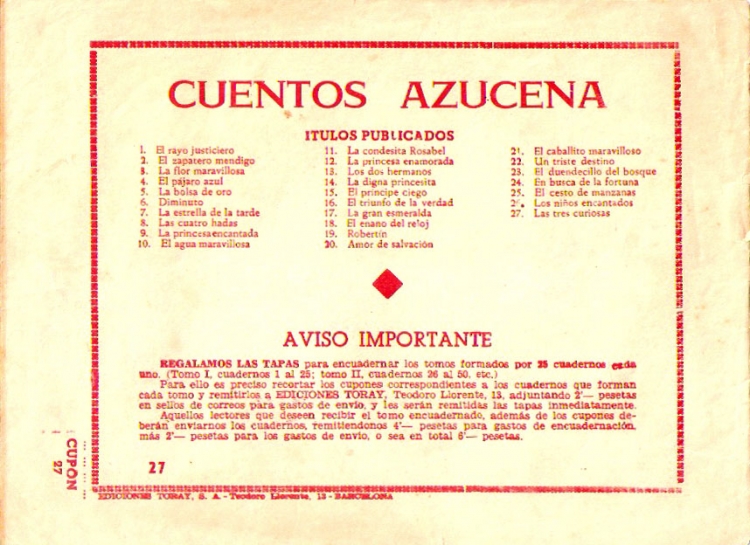 CUENTOS AZUCENA
ITULOS PUBLICADOS
1. El rayo justiciero
2. El zapatero mendigo
3. La flor maravillosa
4. El pájaro azul
5. La bolsa de oro
6. Diminuto
7. La estrella de la tarde
8. Las cuatro hadas
9. La princesa encantada
10. El agua maravillosa
11. La condesita Rosabel
12. La princesa enamorada
13. Los dos hermanos
14. La digna princesita
15. El príncipe ciego
16. El triunfo de la verdad
17. La gran esmeralda
18. El enano del reloj
19. Robertín
20. Amor de salvación
21. El caballito maravilloso
22. Un triste destino
23. El duendecillo del bosque
24. En busca de la fortuna
25. El cesto de manzanas
2 . Los niños encantados
27. Las tres curiosas
AVISO IMPORTANTE
REGALAMOS LAS TAPAS para encuadernar los tomos formados por 25 cuadernos cada
uno. (Tomo I, cuadernos 1 al 25; tomo II, cuadernos 26 al 50, etc.)
Para ello es preciso recortar los cupones correspondientes a los cuadernos que forman
cada tomo y remitirlos a EDICIONES TORAY, Teodoro Llorente, 13, adjuntando 2'— pesetas
en sellos de correos para gastos de envío, y les serán remitidas las tapas inmediatamente.
Aquellos lectores que deseen recibir el tomo encuadernado, además de los cupones de-
berán enviarnos los cuadernos, remitiéndonos 4'— pesetas para gastos de encuadernación,
más 2'— pesetas para los gastos de envío, o sea en total 6'— pesetas.
27
CUPÓN
27
EDICIONES TORAY, S. A. - Teodoro Llorente, 13 - BARCELONA